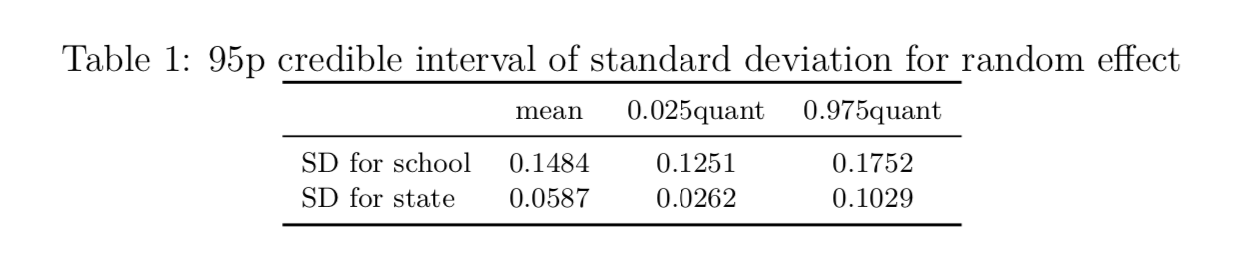 Table 1: 95p credible interval of standard deviation for random effect
mean 0.025quant 0.975quant
SD for school 0.1484 0.1251 0.1752
SD for state 0.0587 0.0262 0.1029